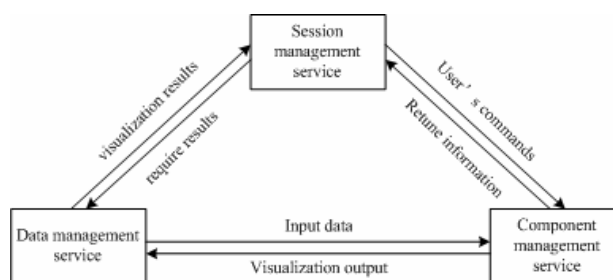 Session
management
service
visualization results
require results
User’s commands
Retune information
Data management
service
Input data
Visualization output
Component
management
service